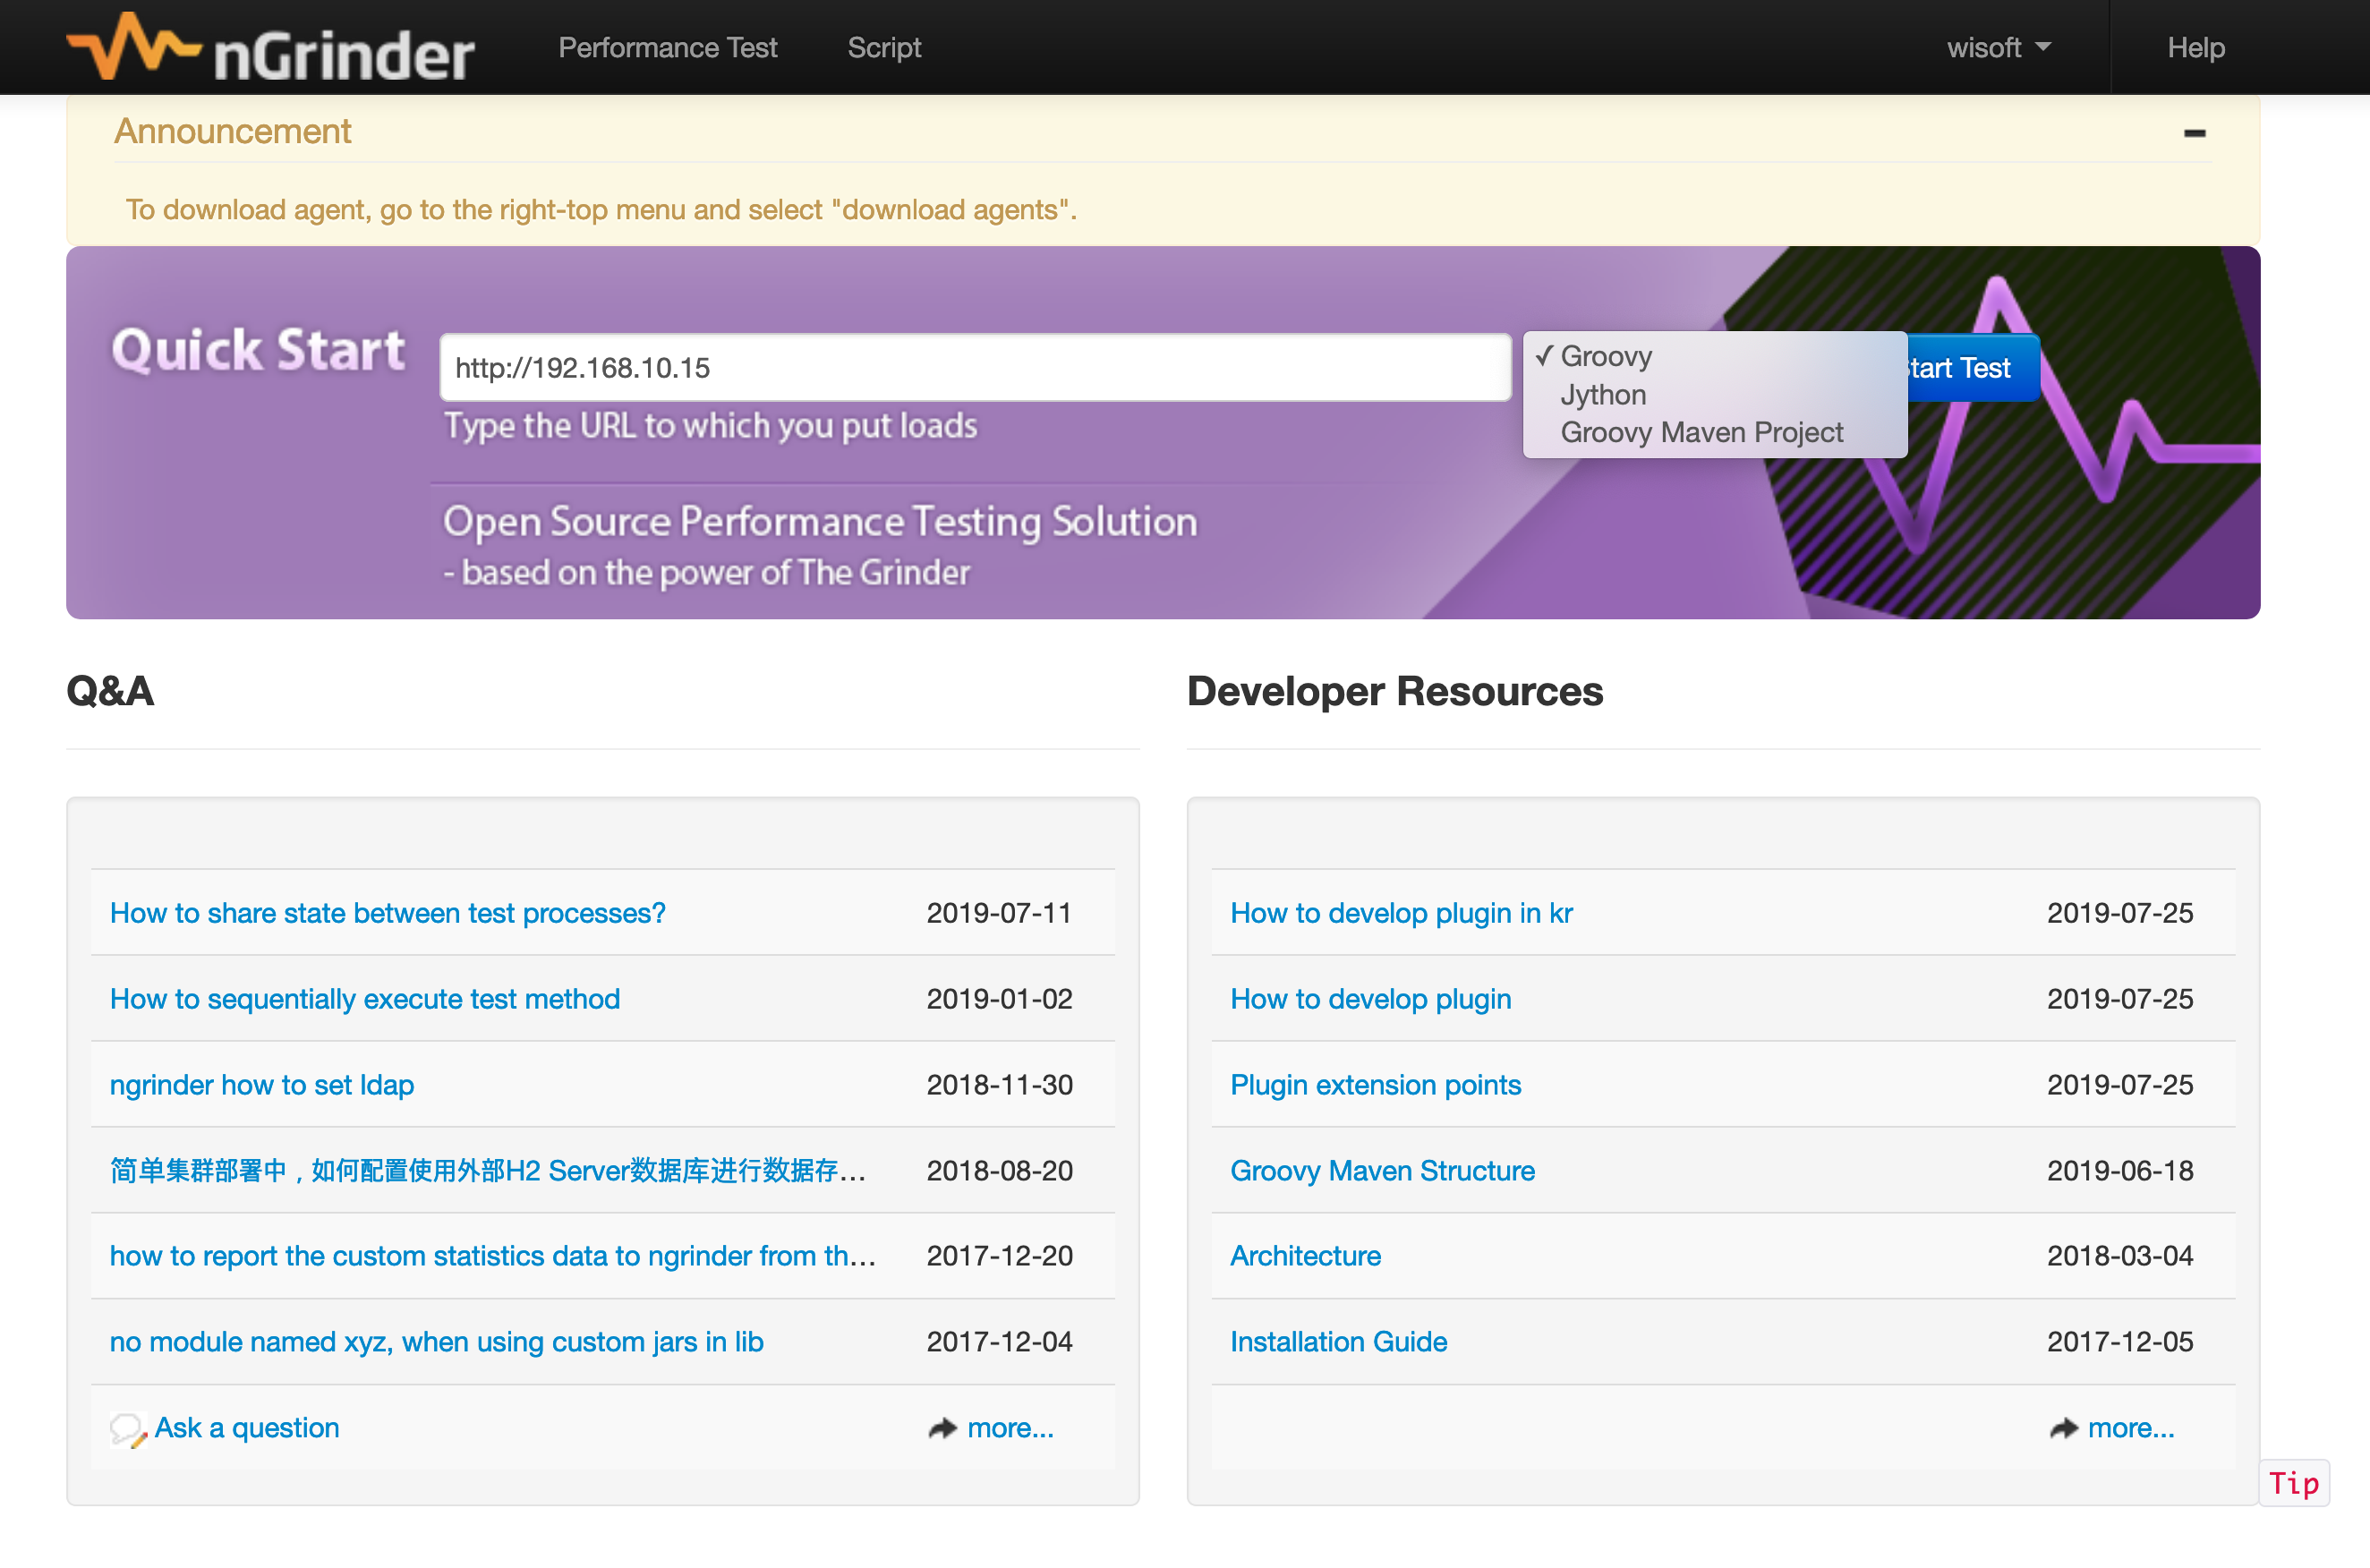 nGrinder Performance Test Script wisoft Help
Announcement
To download agent, go to the right-top menu and select "download agents".
Quick Start http://192.168.10.15 ✓ Groovy tart Test
Jython
Groovy Maven Project
Type the URL to which you put loads
Open Source Performance Testing Solution
- based on the power of The Grinder
Q&A
How to share state between test processes? 2019-07-11
How to sequentially execute test method 2019-01-02
ngrinder how to set ldap 2018-11-30
简单集群部署中，如何配置使用外部H2 Server数据库进行数据存... 2018-08-20
how to report the custom statistics data to ngrinder from th... 2017-12-20
no module named xyz, when using custom jars in lib 2017-12-04
Ask a question more...
Developer Resources
How to develop plugin in kr 2019-07-25
How to develop plugin 2019-07-25
Plugin extension points 2019-07-25
Groovy Maven Structure 2019-06-18
Architecture 2018-03-04
Installation Guide 2017-12-05
more...
Tip